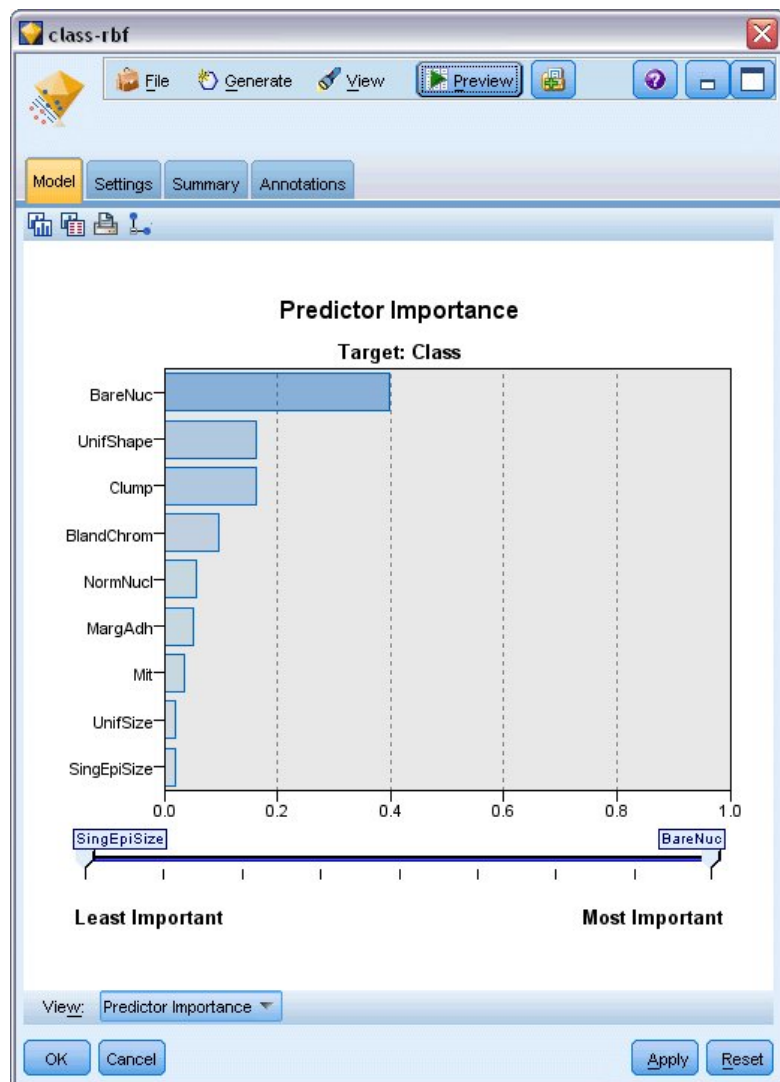 class-rbf
File Generate View Preview
Model Settings Summary Annotations
Predictor Importance
Target: Class
BareNuc
UnifShape
Clump
BlandChrom
NormNucl
MargAdh
Mit
UnifSize
SingEpiSize
0.0 0.2 0.4 0.6 0.8 1.0
SingEpiSize BareNuc
Least Important Most Important
View: Predictor Importance
OK Cancel Apply Reset